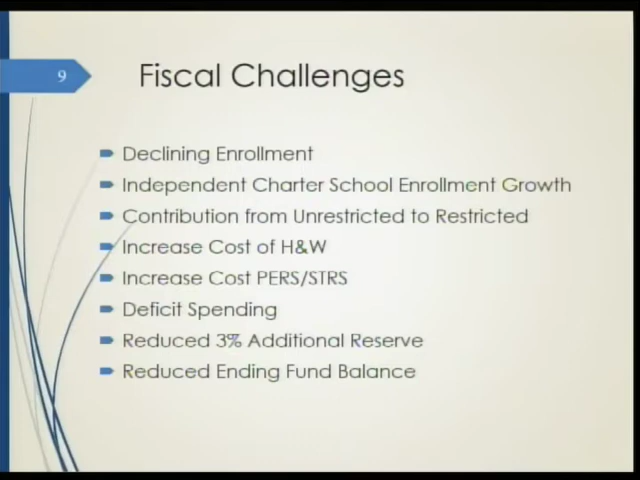 9
Fiscal Challenges
Declining Enrollment
Independent Charter School Enrollment Growth
Contribution from Unrestricted to Restricted
Increase Cost of H&W
Increase Cost PERS/STRS
Deficit Spending
Reduced 3% Additional Reserve
Reduced Ending Fund Balance